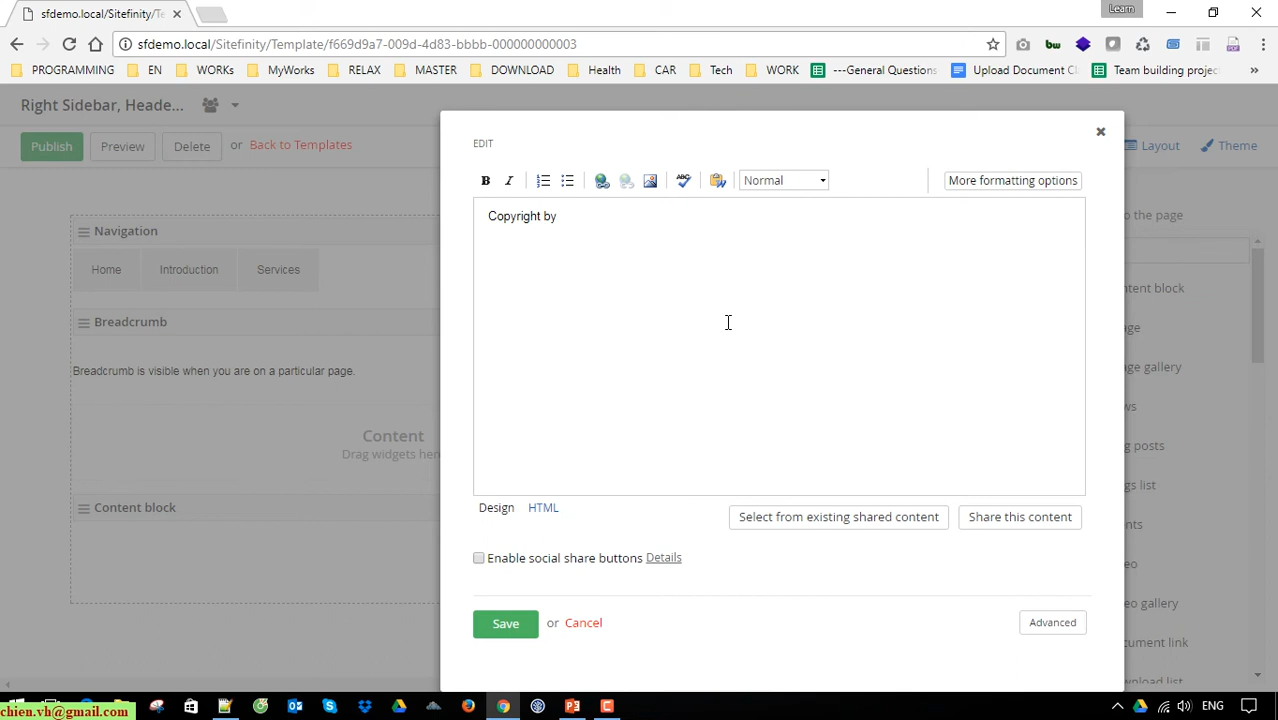 sfdemo.local/Sitefinity/Te
Learn
sfdemo.local/Sitefinity/Template/f669d9a7-009d-4d83-bbbb-000000000003
PROGRAMMING EN WORKs MyWorks RELAX MASTER DOWNLOAD Health CAR Tech WORK ---General Questions Upload Document Cl Team building projec
Right Sidebar, Heade...
Publish Preview Delete or Back to Templates
Layout Theme
EDIT
Normal
More formatting options
Copyright by
Navigation
Home Introduction Services
Breadcrumb
Breadcrumb is visible when you are on a particular page.
Content
Drag widgets her
Content block
o the page
ntent block
ge
ge gallery
ws
g posts
gs list
nts
eo
eo gallery
cument link
wnload list
Design HTML
Select from existing shared content Share this content
Enable social share buttons Details
Save or Cancel
Advanced
ENG
chien.vh@gmail.com